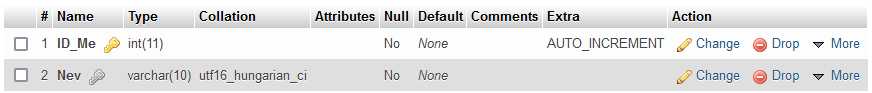 # Name Type Collation Attributes Null Default Comments Extra Action
1 ID_Me int(11) No None AUTO_INCREMENT Change Drop More
2 Nev varchar(10) utf16_hungarian_ci No None Change Drop More